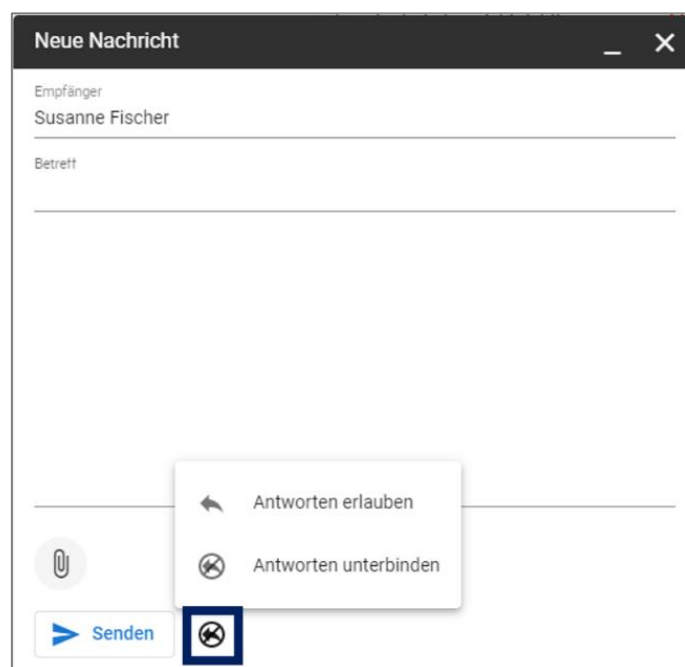 Neue Nachricht
Empfänger
Susanne Fischer
Betreff
Antworten erlauben
Antworten unterbinden
Senden